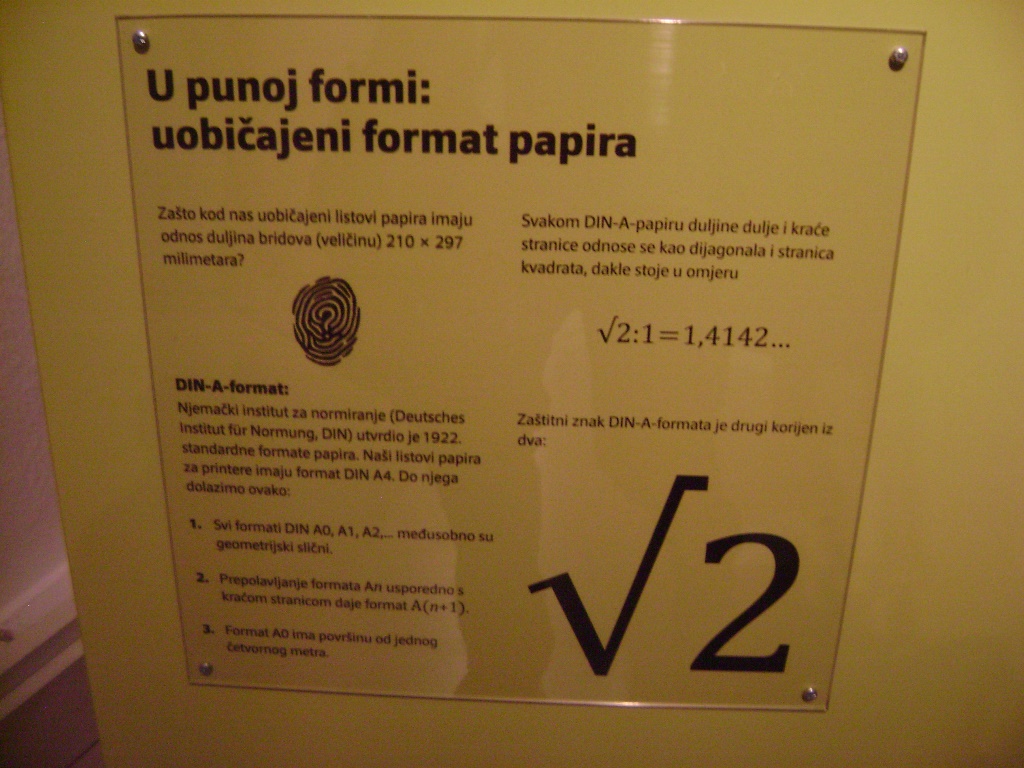 U punoj formi:
uobičajeni format papira
Zašto kod nas uobičajeni listovi papira imaju
odnos duljina bridova (veličinu) 210 × 297
milimetara?
DIN-A-format:
Njemački institut za normiranje (Deutsches
Institut für Normung, DIN) utvrdio je 1922.
standardne formate papira. Naši listovi papira
za printere imaju format DIN A4. Do njega
dolazimo ovako:
1. Svi formati DIN A0, A1, A2,... međusobno su
geometrijski slični.
2. Prepolavljanje formata An usporedno s
kraćom stranicom daje format A(n+1).
3. Format A0 ima površinu od jednog
četvornog metra.
Svakom DIN-A-papiru duljine dulje i kraće
stranice odnose se kao dijagonala i stranica
kvadrata, dakle stoje u omjeru
√2:1=1,4142...
Zaštitni znak DIN-A-formata je drugi korijen iz
dva:
√2